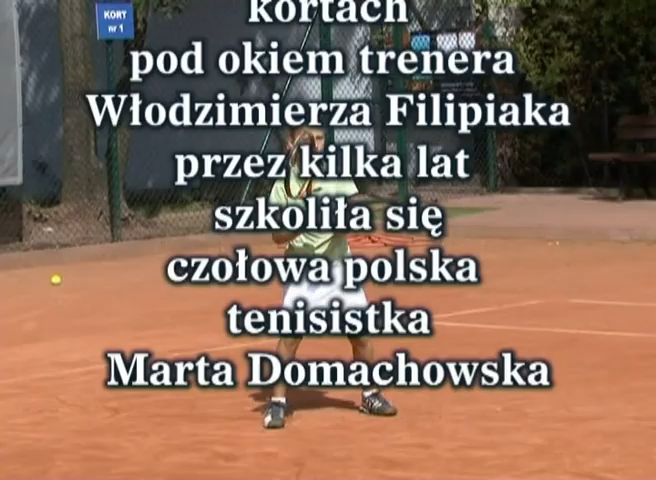 KORT
nr 1
kortach
pod okiem trenera
Włodzimierza Filipiaka
przez kilka lat
szkoliła się
czołowa polska
tenisistka
Marta Domachowska